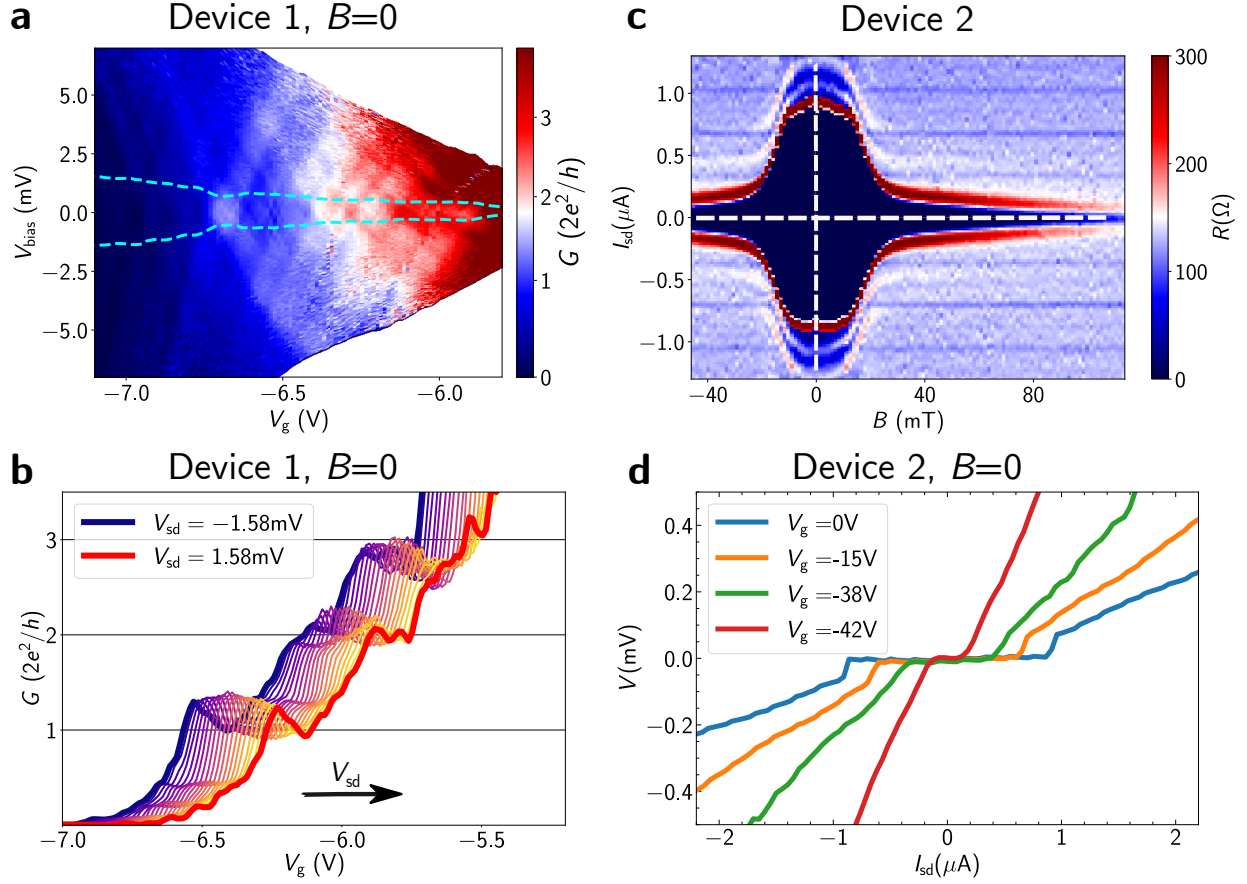 a Device 1, B=0
5.0
2.5
0.0
−2.5
−5.0
V_bias (mV)
−7.0 −6.5 −6.0
V_g (V)
3
2
1
0
G (2e²/h)
c Device 2
1.0
0.5
0.0
−0.5
−1.0
I_sd(μA)
−40 0 40 80
B (mT)
300
200
100
0
R(Ω)
b Device 1, B=0
V_sd = −1.58mV
V_sd = 1.58mV
3
2
1
G (2e²/h)
V_sd
−7.0 −6.5 −6.0 −5.5
V_g (V)
d Device 2, B=0
V_g =0V
V_g =-15V
V_g =-38V
V_g =-42V
0.4
0.2
0.0
−0.2
−0.4
V (mV)
−2 −1 0 1 2
I_sd(μA)